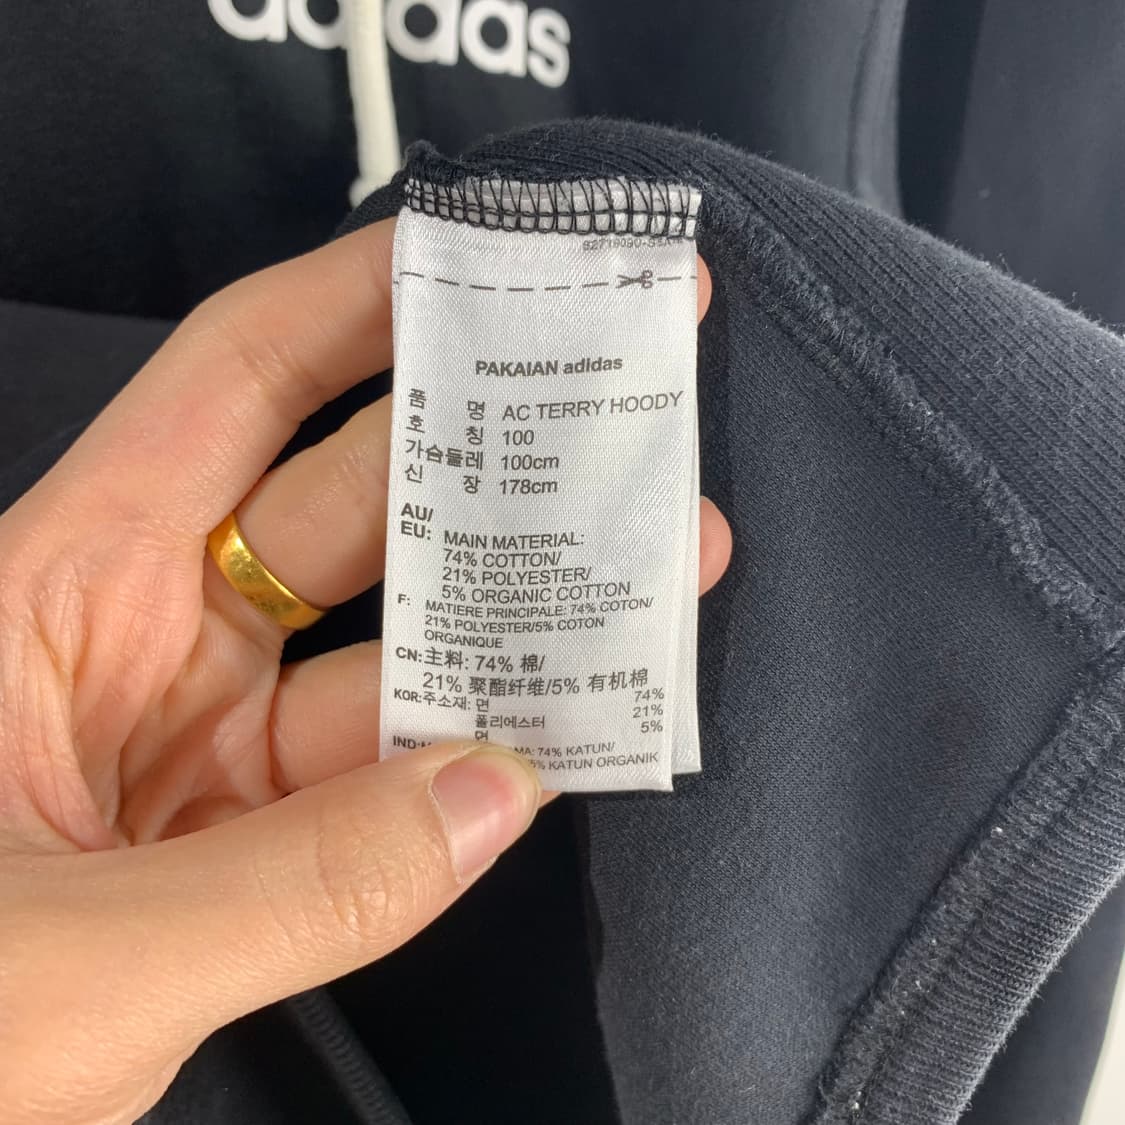 adidas
PAKAIAN adidas
품 명 AC TERRY HOODY
호 칭 100
가슴둘레 100cm
신 장 178cm
AU/
EU: MAIN MATERIAL:
74% COTTON/
21% POLYESTER/
5% ORGANIC COTTON
F: MATIERE PRINCIPALE: 74% COTON/
21% POLYESTER/5% COTON
ORGANIQUE
CN:主料: 74% 棉/
21% 聚酯纤维/5% 有机棉
KOR:주소재: 면 74%
폴리에스터 21%
면 5%
IND: 74% KATUN/
5% KATUN ORGANIK